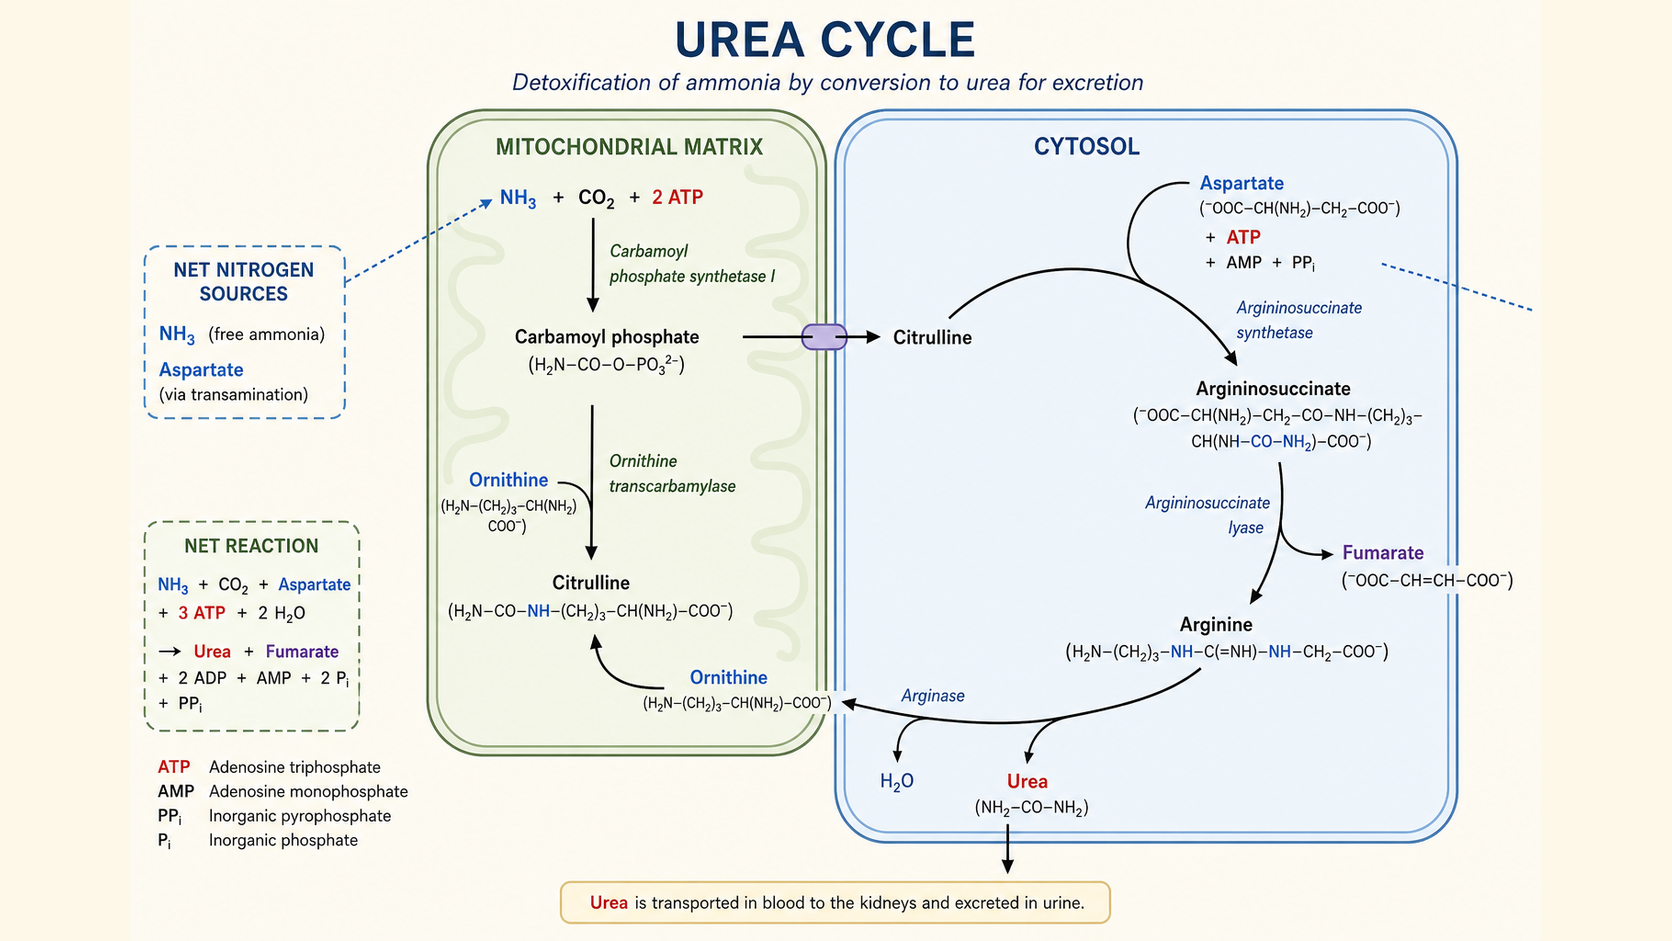 UREA CYCLE
Detoxification of ammonia by conversion to urea for excretion
MITOCHONDRIAL MATRIX
NH₃ + CO₂ + 2 ATP
Carbamoyl
phosphate synthetase I
Carbamoyl phosphate
(H₂N–CO–O–PO₃²⁻)
Ornithine
(H₂N–(CH₂)₃–CH(NH₂)
COO⁻)
Ornithine
transcarbamylase
Citrulline
(H₂N–CO–NH–(CH₂)₃–CH(NH₂)–COO⁻)
Ornithine
(H₂N–(CH₂)₃–CH(NH₂)–COO⁻)
CYTOSOL
Citrulline
Aspartate
(⁻OOC–CH(NH₂)–CH₂–COO⁻)
+ ATP
+ AMP + PPᵢ
Argininosuccinate
synthetase
Argininosuccinate
(⁻OOC–CH(NH₂)–CH₂–CO–NH–(CH₂)₃–
CH(NH–CO–NH₂)–COO⁻)
Argininosuccinate
lyase
Fumarate
(⁻OOC–CH=CH–COO⁻)
Arginine
(H₂N–(CH₂)₃–NH–C(=NH)–NH–CH₂–COO⁻)
Arginase
H₂O
Urea
(NH₂–CO–NH₂)
Urea is transported in blood to the kidneys and excreted in urine.
NET NITROGEN
SOURCES
NH₃ (free ammonia)
Aspartate
(via transamination)
NET REACTION
NH₃ + CO₂ + Aspartate
+ 3 ATP + 2 H₂O
→ Urea + Fumarate
+ 2 ADP + AMP + 2 Pᵢ
+ PPᵢ
ATP Adenosine triphosphate
AMP Adenosine monophosphate
PPᵢ Inorganic pyrophosphate
Pᵢ Inorganic phosphate